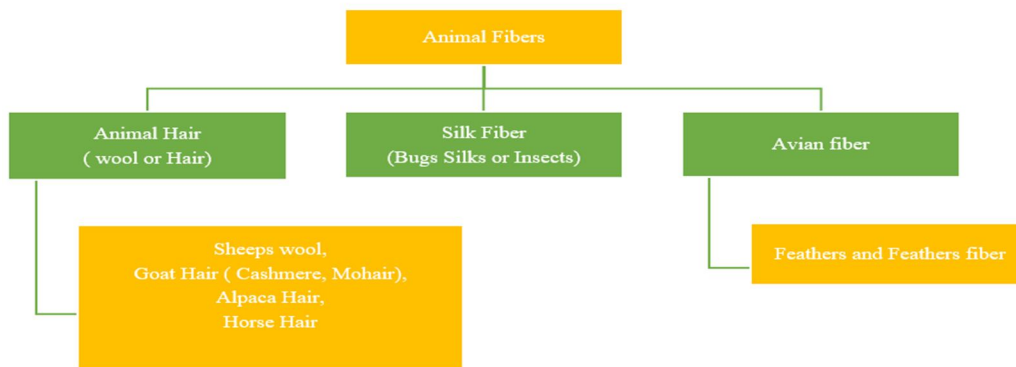 Animal Fibers
Animal Hair
( wool or Hair)
Silk Fiber
(Bugs Silks or Insects)
Avian fiber
Sheeps wool,
Goat Hair ( Cashmere, Mohair),
Alpaca Hair,
Horse Hair
Feathers and Feathers fiber